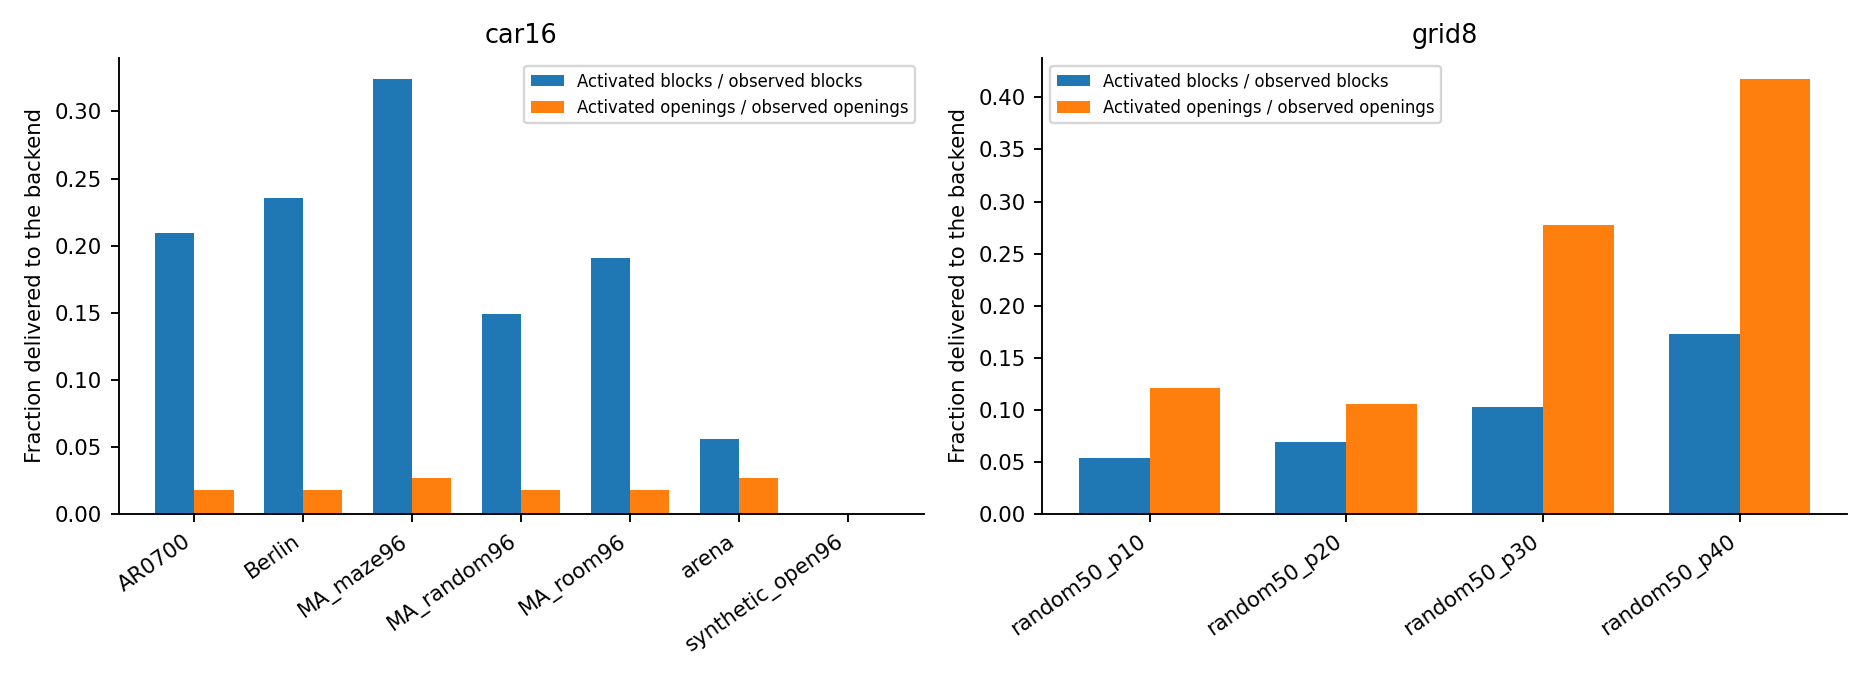 car16
Fraction delivered to the backend
0.30
0.25
0.20
0.15
0.10
0.05
0.00
Activated blocks / observed blocks
Activated openings / observed openings
AR0700
Berlin
MA_maze96
MA_random96
MA_room96
arena
synthetic_open96
grid8
Fraction delivered to the backend
0.40
0.35
0.30
0.25
0.20
0.15
0.10
0.05
0.00
Activated blocks / observed blocks
Activated openings / observed openings
random50_p10
random50_p20
random50_p30
random50_p40